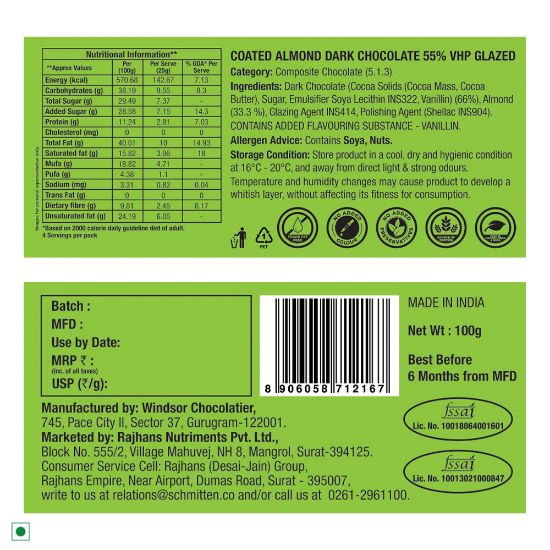 Nutritional Information**
**Approx Values Per (100g) Per Serve (25g) % GDA* Per Serve
Energy (kcal) 570.68 142.67 7.13
Carbohydrates (g) 38.19 9.55 8.3
Total Sugar (g) 29.49 7.37 -
Added Sugar (g) 28.58 7.15 14.3
Protein (g) 11.24 2.81 7.03
Cholesterol (mg) 0 0 0
Total Fat (g) 40.01 10 14.93
Saturated fat (g) 15.82 3.96 18
Mufa (g) 18.82 4.71 -
Pufa (g) 4.38 1.1 -
Sodium (mg) 3.31 0.83 0.04
Trans Fat (g) 0 0 0
Dietary fibre (g) 9.81 2.45 8.17
Unsaturated fat (g) 24.19 6.05 -
*Based on 2000 calorie daily guideline diet of adult.
4 Servings per pack
COATED ALMOND DARK CHOCOLATE 55% VHP GLAZED
Category: Composite Chocolate (5.1.3)
Ingredients: Dark Chocolate (Cocoa Solids (Cocoa Mass, Cocoa
Butter), Sugar, Emulsifier Soya Lecithin INS322, Vanillin) (66%), Almond
(33.3 %), Glazing Agent INS414, Polishing Agent (Shellac INS904).
CONTAINS ADDED FLAVOURING SUBSTANCE - VANILLIN.
Allergen Advice: Contains Soya, Nuts.
Storage Condition: Store product in a cool, dry and hygienic condition
at 16°C - 20°C, and away from direct light & strong odours.
Temperature and humidity changes may cause product to develop a
whitish layer, without affecting its fitness for consumption.
1
PET
NO ADDED
COLOUR
NO ADDED
PRESERVATIVES
Batch :
MFD :
Use by Date:
MRP ₹ :
(Inc. of all taxes)
USP (₹/g):
8 906058 712167
MADE IN INDIA
Net Wt : 100g
Best Before
6 Months from MFD
Manufactured by: Windsor Chocolatier,
745, Pace City II, Sector 37, Gurugram-122001.
Marketed by: Rajhans Nutriments Pvt. Ltd.,
Block No. 555/2, Village Mahuvej, NH 8, Mangrol, Surat-394125.
Consumer Service Cell: Rajhans (Desai-Jain) Group,
Rajhans Empire, Near Airport, Dumas Road, Surat - 395007,
write to us at relations@schmitten.co and/or call us at 0261-2961100.
fssai
Lic. No. 10018064001601
fssai
Lic. No. 10013021000847